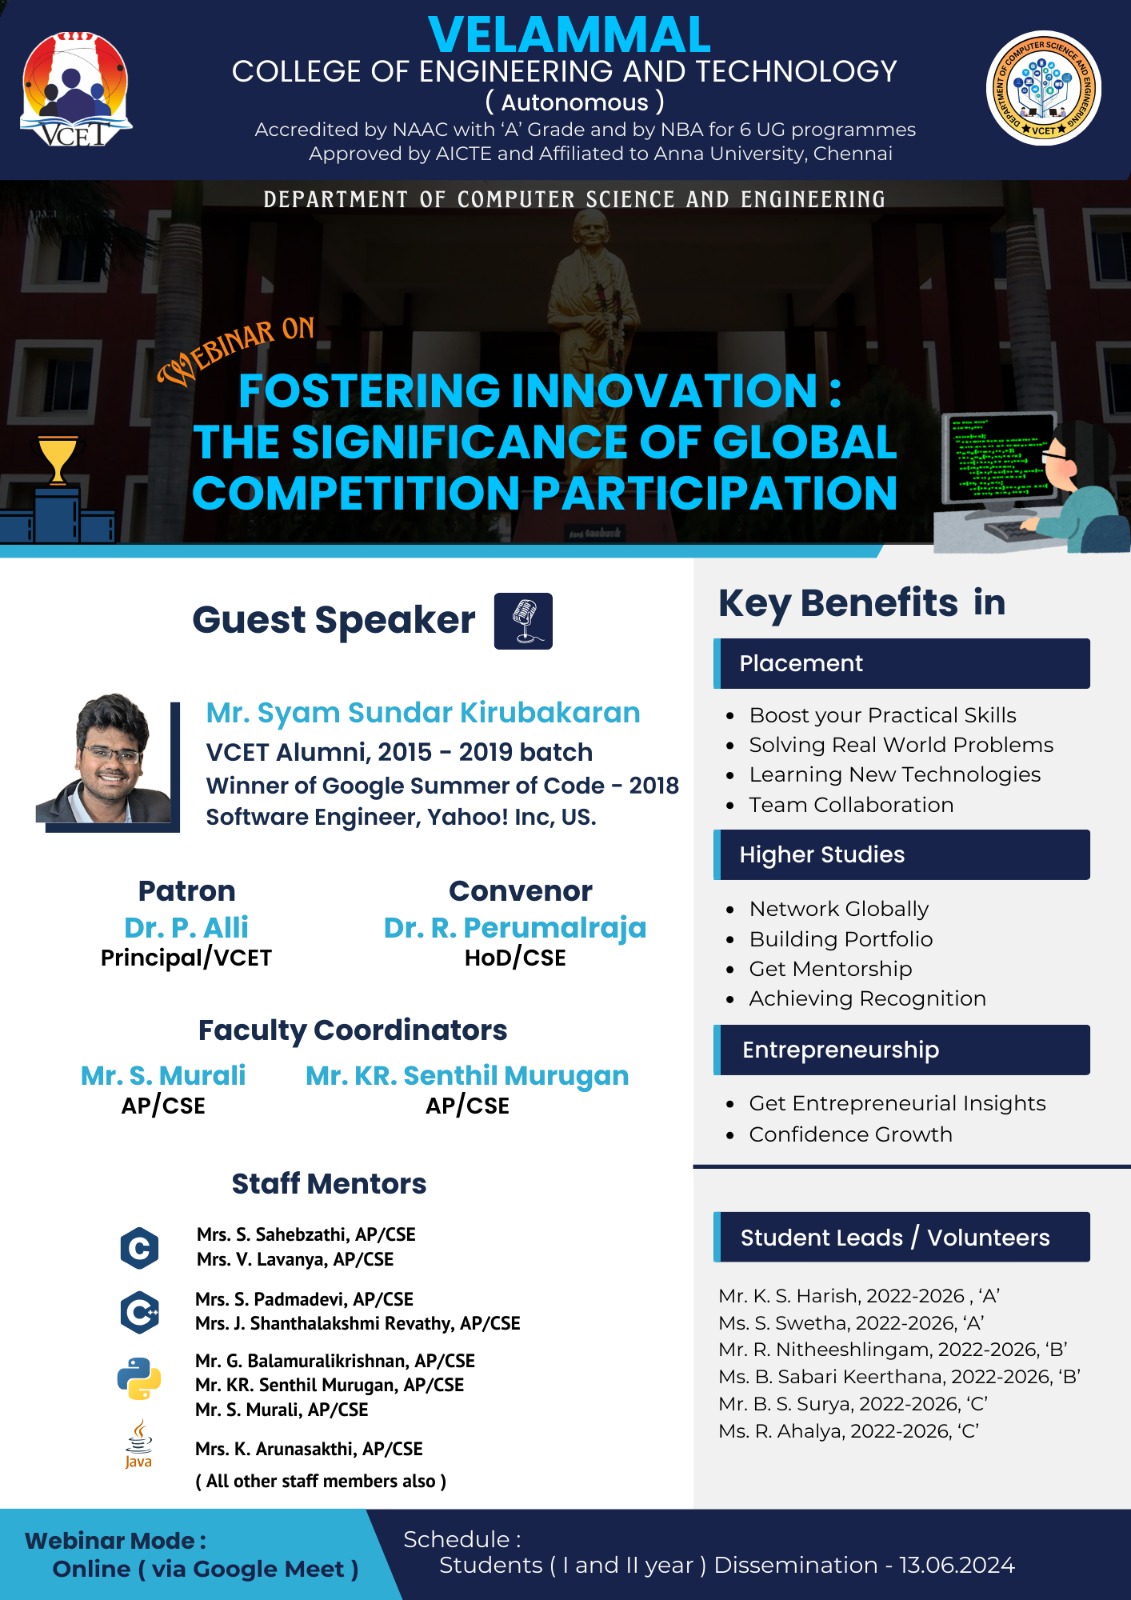 VELAMMAL
COLLEGE OF ENGINEERING AND TECHNOLOGY
( Autonomous )
Accredited by NAAC with ‘A’ Grade and by NBA for 6 UG programmes
Approved by AICTE and Affiliated to Anna University, Chennai
VCET
DEPARTMENT OF COMPUTER SCIENCE AND ENGINEERING
VCET
DEPARTMENT OF COMPUTER SCIENCE AND ENGINEERING
WEBINAR ON
FOSTERING INNOVATION :
THE SIGNIFICANCE OF GLOBAL
COMPETITION PARTICIPATION
Guest Speaker
Mr. Syam Sundar Kirubakaran
VCET Alumni, 2015 - 2019 batch
Winner of Google Summer of Code - 2018
Software Engineer, Yahoo! Inc, US.
Patron
Dr. P. Alli
Principal/VCET
Convenor
Dr. R. Perumalraja
HoD/CSE
Faculty Coordinators
Mr. S. Murali
AP/CSE
Mr. KR. Senthil Murugan
AP/CSE
Staff Mentors
C
Mrs. S. Sahebzathi, AP/CSE
Mrs. V. Lavanya, AP/CSE
C++
Mrs. S. Padmadevi, AP/CSE
Mrs. J. Shanthalakshmi Revathy, AP/CSE
Mr. G. Balamuralikrishnan, AP/CSE
Mr. KR. Senthil Murugan, AP/CSE
Mr. S. Murali, AP/CSE
Java
Mrs. K. Arunasakthi, AP/CSE
( All other staff members also )
Key Benefits in
Placement
• Boost your Practical Skills
• Solving Real World Problems
• Learning New Technologies
• Team Collaboration
Higher Studies
• Network Globally
• Building Portfolio
• Get Mentorship
• Achieving Recognition
Entrepreneurship
• Get Entrepreneurial Insights
• Confidence Growth
Student Leads / Volunteers
Mr. K. S. Harish, 2022-2026 , ‘A’
Ms. S. Swetha, 2022-2026, ‘A’
Mr. R. Nitheeshlingam, 2022-2026, ‘B’
Ms. B. Sabari Keerthana, 2022-2026, ‘B’
Mr. B. S. Surya, 2022-2026, ‘C’
Ms. R. Ahalya, 2022-2026, ‘C’
Webinar Mode :
Online ( via Google Meet )
Schedule :
Students ( I and II year ) Dissemination - 13.06.2024